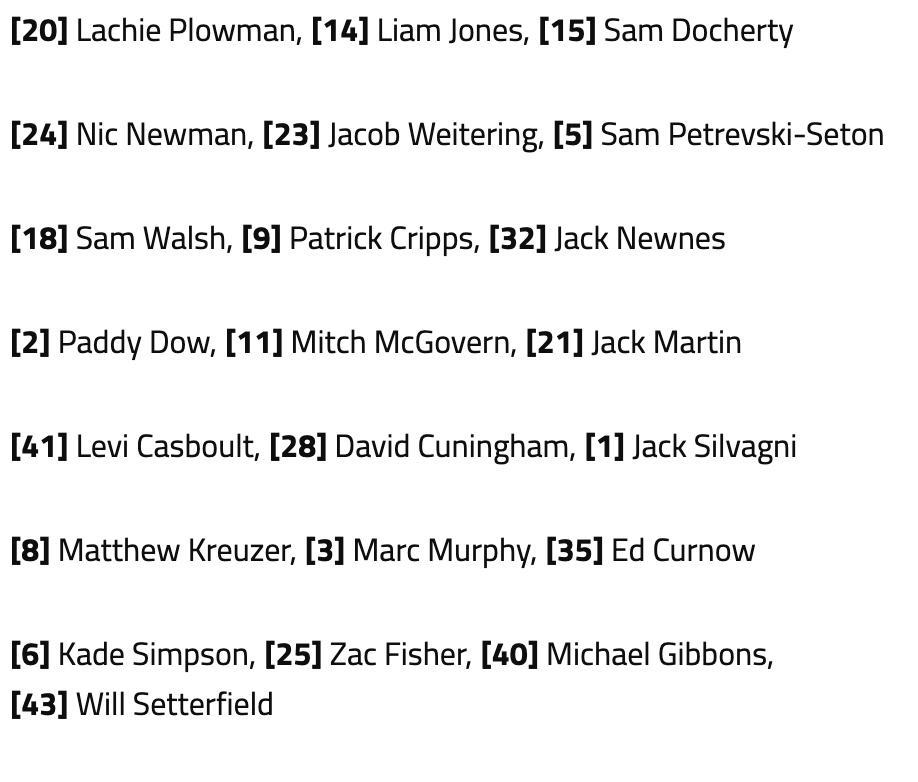 [20] Lachie Plowman, [14] Liam Jones, [15] Sam Docherty
[24] Nic Newman, [23] Jacob Weitering, [5] Sam Petrevski-Seton
[18] Sam Walsh, [9] Patrick Cripps, [32] Jack Newnes
[2] Paddy Dow, [11] Mitch McGovern, [21] Jack Martin
[41] Levi Casboult, [28] David Cuningham, [1] Jack Silvagni
[8] Matthew Kreuzer, [3] Marc Murphy, [35] Ed Curnow
[6] Kade Simpson, [25] Zac Fisher, [40] Michael Gibbons,
[43] Will Setterfield